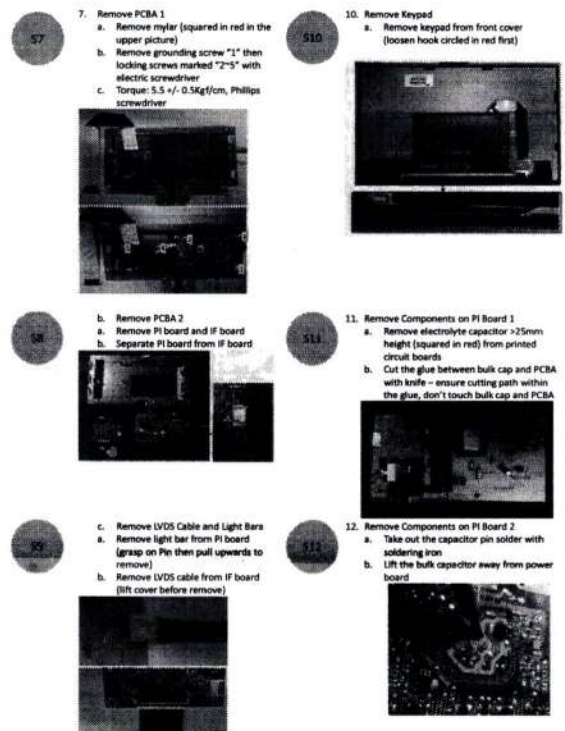 S7
7. Remove PCBA 1
a. Remove mylar (squared in red in the
upper picture)
b. Remove grounding screw "1" then
locking screws marked "2~5" with
electric screwdriver
c. Torque: 5.5 +/- 0.5Kgf/cm, Phillips
screwdriver
S8
b. Remove PCBA 2
a. Remove PI board and IF board
b. Separate PI board from IF board
S9
c. Remove LVDS Cable and Light Bara
a. Remove light bar from PI board
(grasp on Pin then pull upwards to
remove)
b. Remove LVDS cable from IF board
(lift cover before remove)
S10
10. Remove Keypad
a. Remove keypad from front cover
(loosen hook circled in red first)
S11
11. Remove Components on PI Board 1
a. Remove electrolyte capacitor >25mm
height (squared in red) from printed
circuit boards
b. Cut the glue between bulk cap and PCBA
with knife – ensure cutting path within
the glue, don't touch bulk cap and PCBA
S12
12. Remove Components on PI Board 2
a. Take out the capacitor pin solder with
soldering iron
b. Lift the bulk capacitor away from power
board